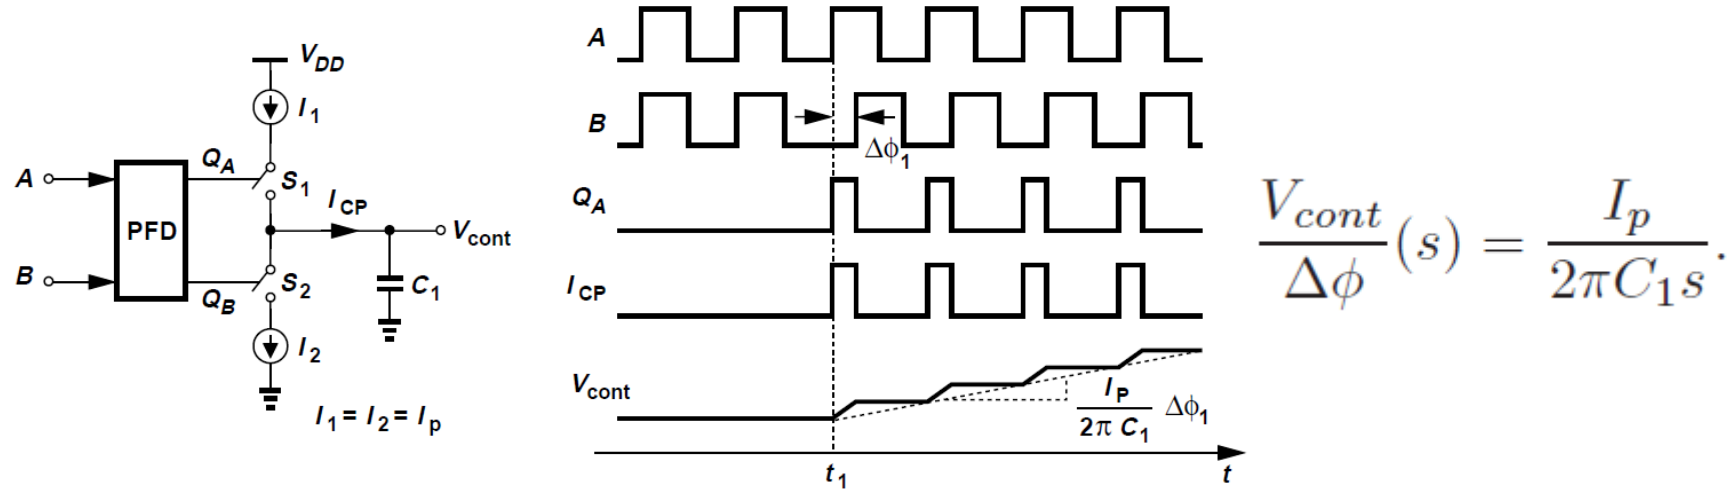 V_DD
I_1
Q_A
A
S_1
I_CP
PFD
V_cont
B
S_2
C_1
Q_B
I_2
I_1 = I_2 = I_p
A
B
Δϕ_1
Q_A
I_CP
V_cont
I_P / 2π C_1 Δϕ_1
t_1
t
V_cont / Δϕ (s) = I_p / 2πC_1s.